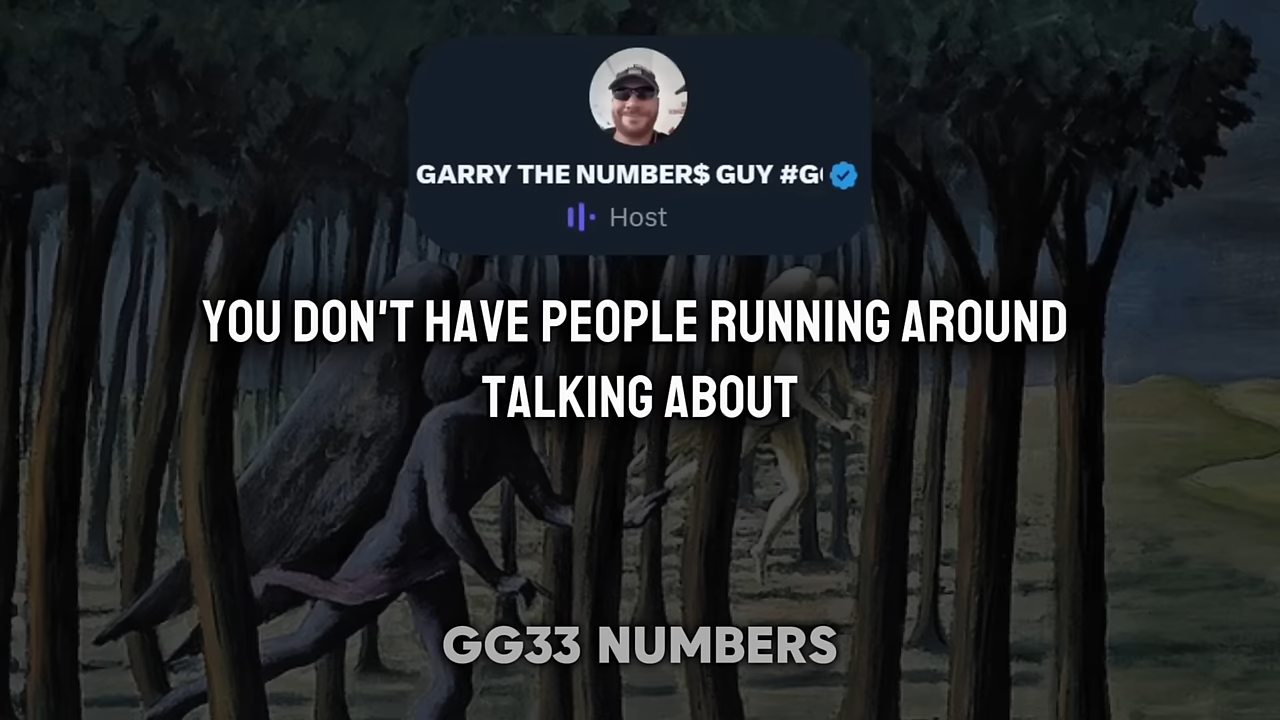 GARRY THE NUMBER$ GUY #G
Host
YOU DON'T HAVE PEOPLE RUNNING AROUND
TALKING ABOUT
GG33 NUMBERS